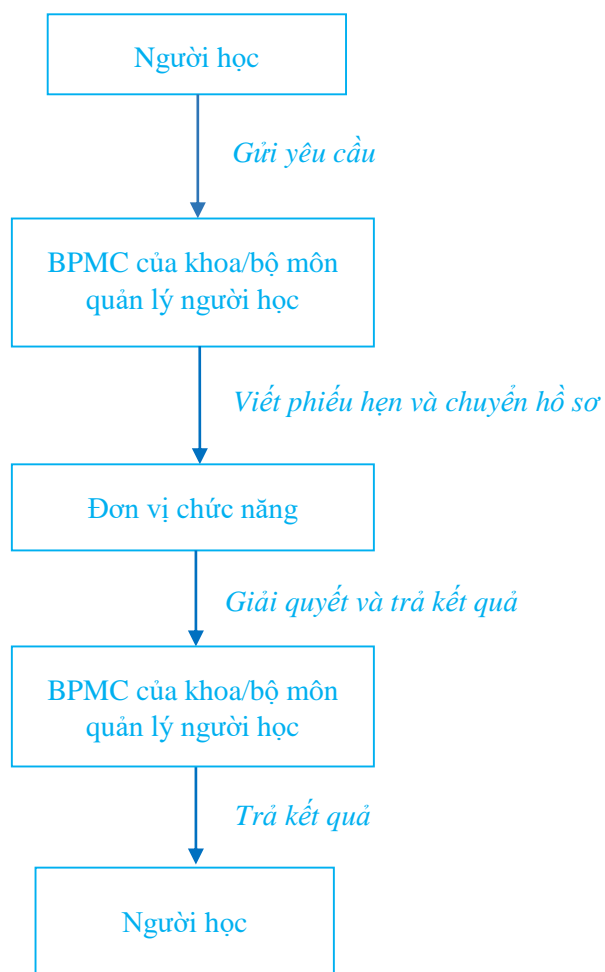 Người học
Gửi yêu cầu
BPMC của khoa/bộ môn
quản lý người học
Viết phiếu hẹn và chuyển hồ sơ
Đơn vị chức năng
Giải quyết và trả kết quả
BPMC của khoa/bộ môn
quản lý người học
Trả kết quả
Người học